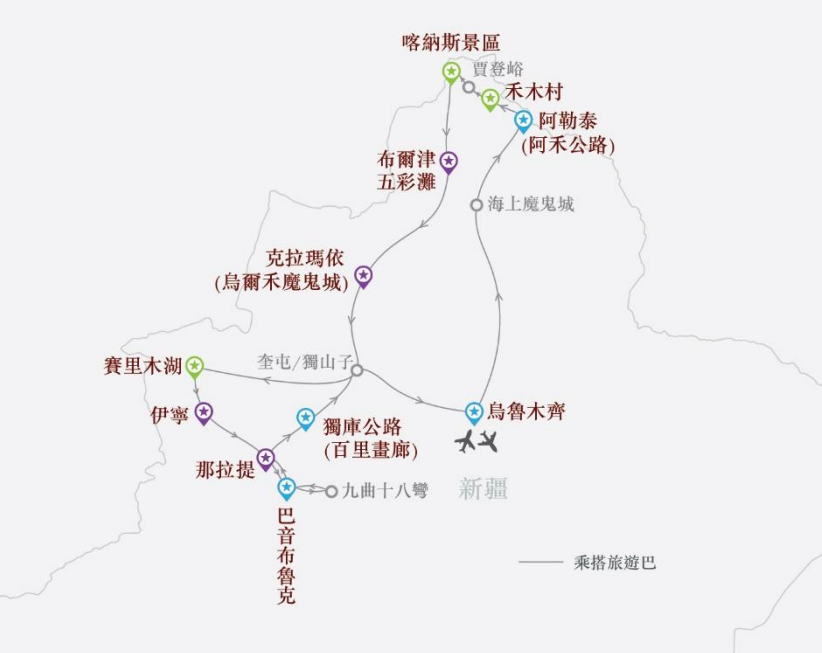 喀納斯景區
賈登峪
禾木村
阿勒泰
(阿禾公路)
布爾津
五彩灘
海上魔鬼城
克拉瑪依
(烏爾禾魔鬼城)
奎屯/獨山子
賽里木湖
伊寧
獨庫公路
(百里畫廊)
烏魯木齊
那拉提
九曲十八彎
新疆
巴音布魯克
乘搭旅遊巴